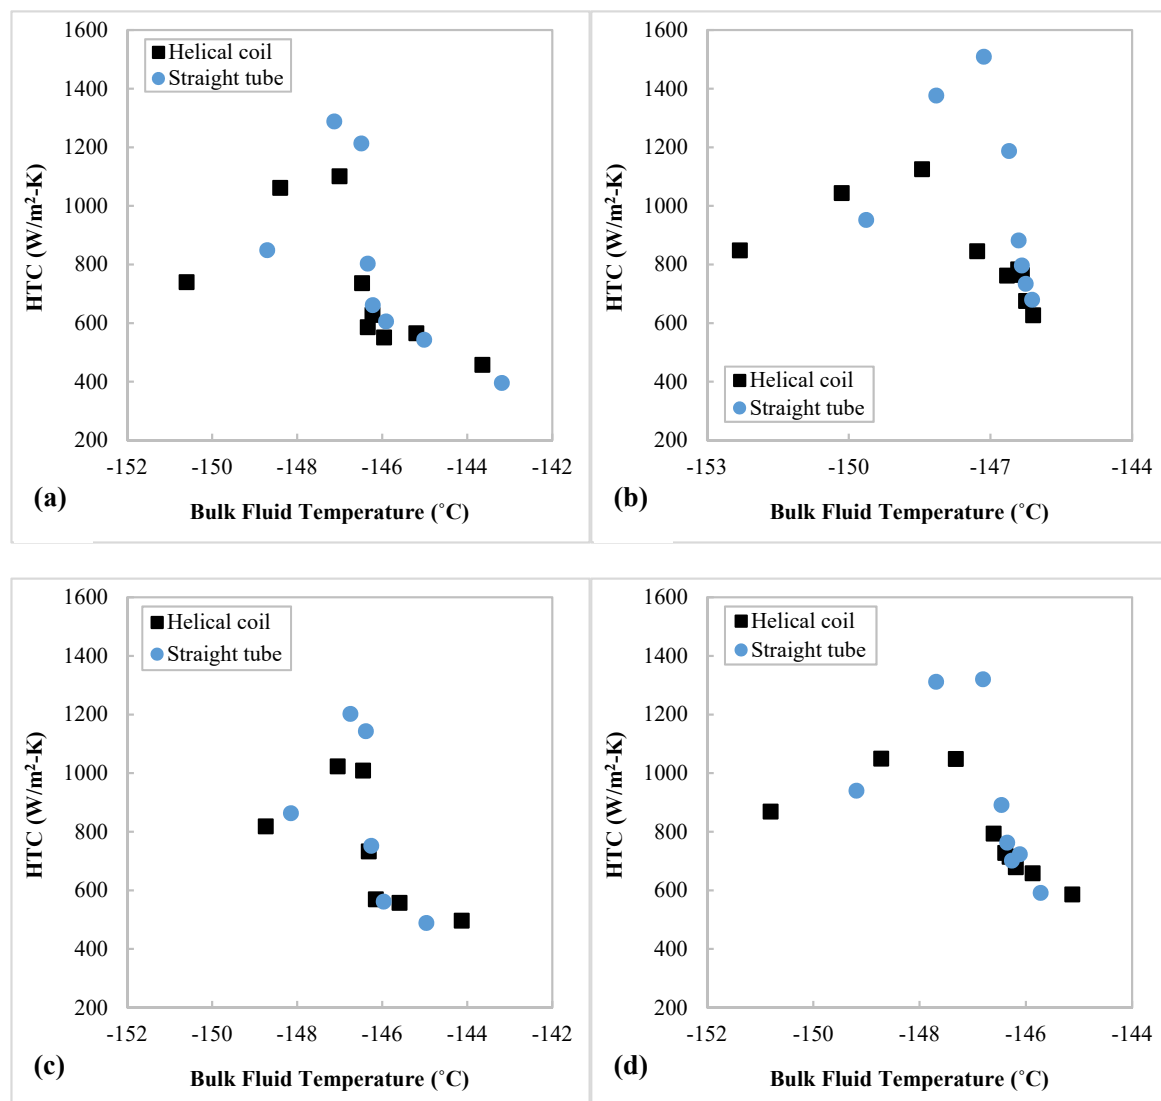 1600
1400
1200
1000
800
600
400
200
HTC (W/m²-K)
Helical coil
Straight tube
-152 -150 -148 -146 -144 -142
(a)
Bulk Fluid Temperature (˚C)
1600
1400
1200
1000
800
600
400
200
HTC (W/m²-K)
Helical coil
Straight tube
-153 -150 -147 -144
(b)
Bulk Fluid Temperature (˚C)
1600
1400
1200
1000
800
600
400
200
HTC (W/m²-K)
Helical coil
Straight tube
-152 -150 -148 -146 -144 -142
(c)
Bulk Fluid Temperature (˚C)
1600
1400
1200
1000
800
600
400
200
HTC (W/m²-K)
Helical coil
Straight tube
-152 -150 -148 -146 -144
(d)
Bulk Fluid Temperature (˚C)